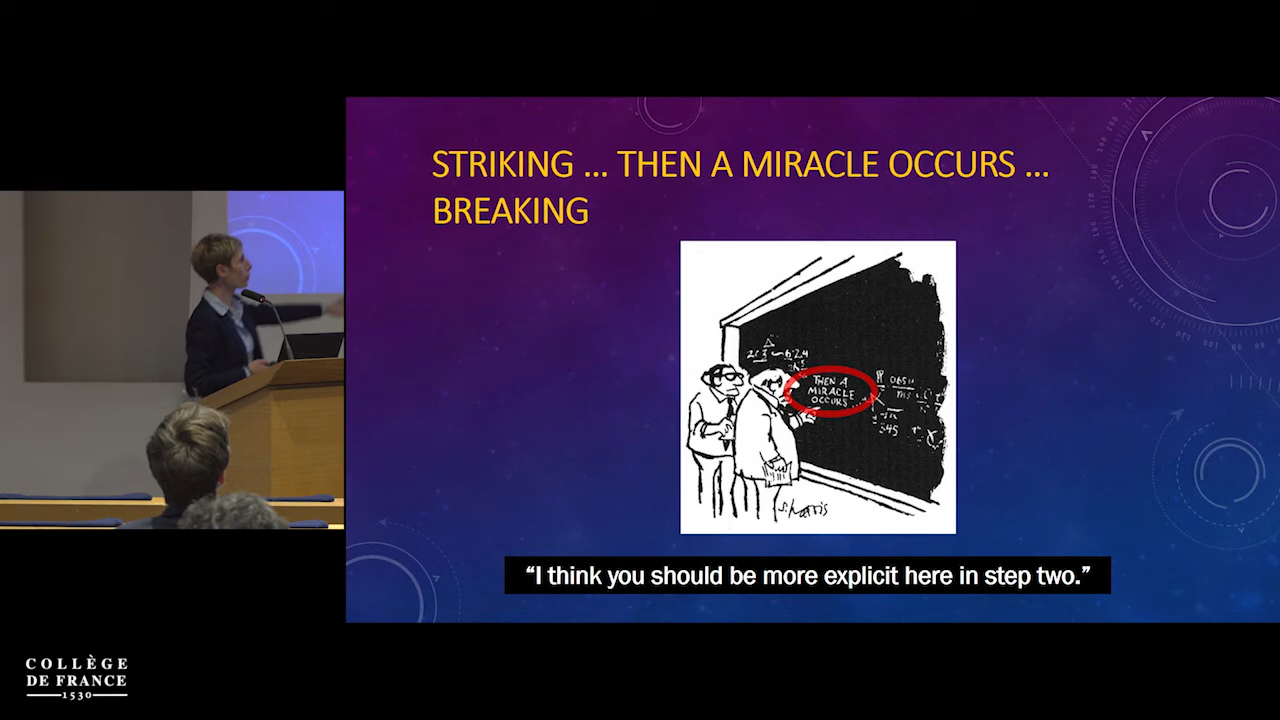 STRIKING … THEN A MIRACLE OCCURS …
BREAKING
THEN A
MIRACLE
OCCURS...
S. Harris
“I think you should be more explicit here in step two.”
COLLÈGE
DE FRANCE
1530